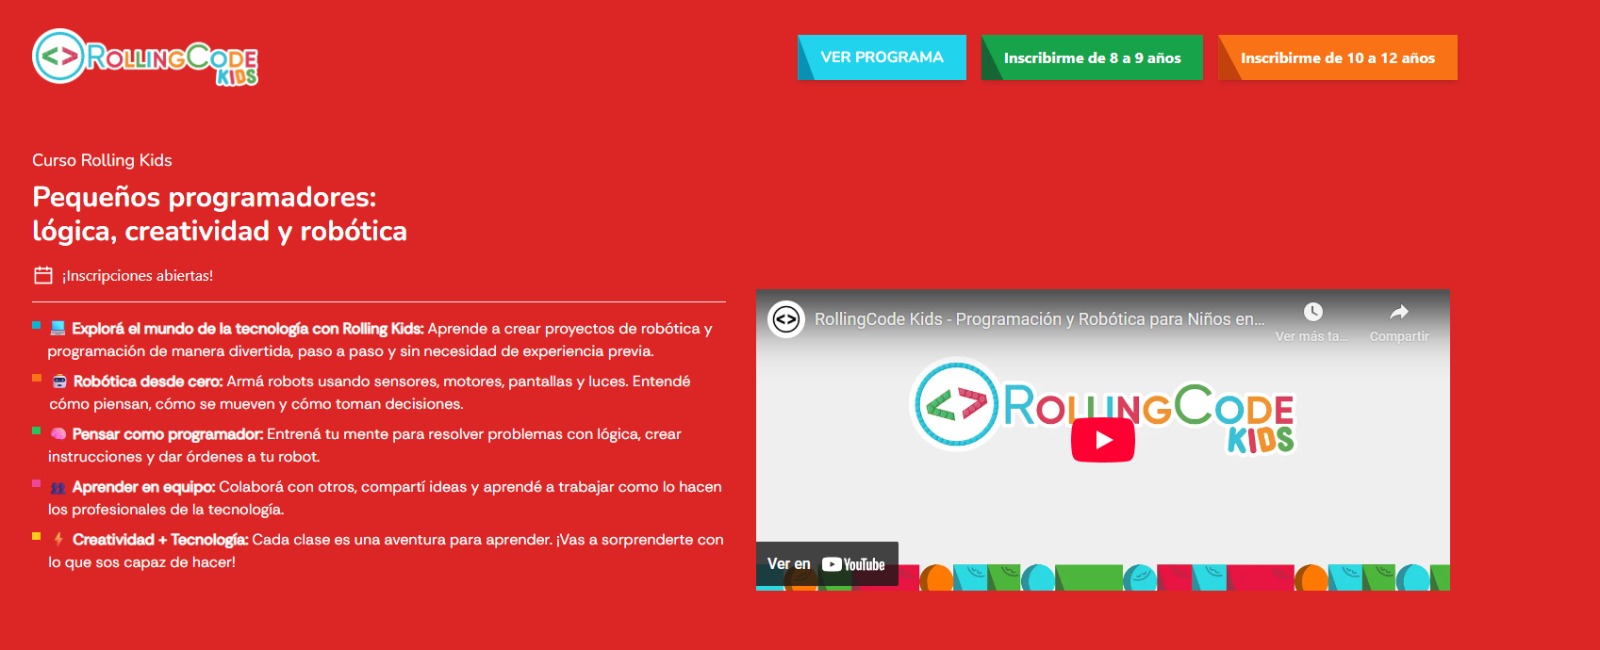 <> ROLLINGCODE
KIDS
VER PROGRAMA
Inscribirme de 8 a 9 años
Inscribirme de 10 a 12 años
Curso Rolling Kids
Pequeños programadores:
lógica, creatividad y robótica
¡Inscripciones abiertas!
Explorá el mundo de la tecnología con Rolling Kids: Aprende a crear proyectos de robótica y
programación de manera divertida, paso a paso y sin necesidad de experiencia previa.
Robótica desde cero: Armá robots usando sensores, motores, pantallas y luces. Entendé
cómo piensan, cómo se mueven y cómo toman decisiones.
Pensar como programador: Entrená tu mente para resolver problemas con lógica, crear
instrucciones y dar órdenes a tu robot.
Aprender en equipo: Colaborá con otros, compartí ideas y aprendé a trabajar como lo hacen
los profesionales de la tecnología.
Creatividad + Tecnología: Cada clase es una aventura para aprender. ¡Vas a sorprenderte con
lo que sos capaz de hacer!
<> RollingCode Kids - Programación y Robótica para Niños en...
Ver más ta...
Compartir
<> ROLLINGCODE
KIDS
Ver en YouTube